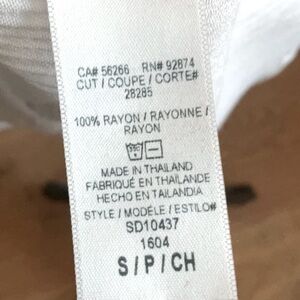 CA# 56266 RN# 92874
CUT / COUPE / CORTE#
28285
100% RAYON / RAYONNE /
RAYON
MADE IN THAILAND
FABRIQUÉ EN THAÏLANDE
HECHO EN TAILANDIA
STYLE / MODÈLE / ESTILO#
SD10437
1604
S / P / CH